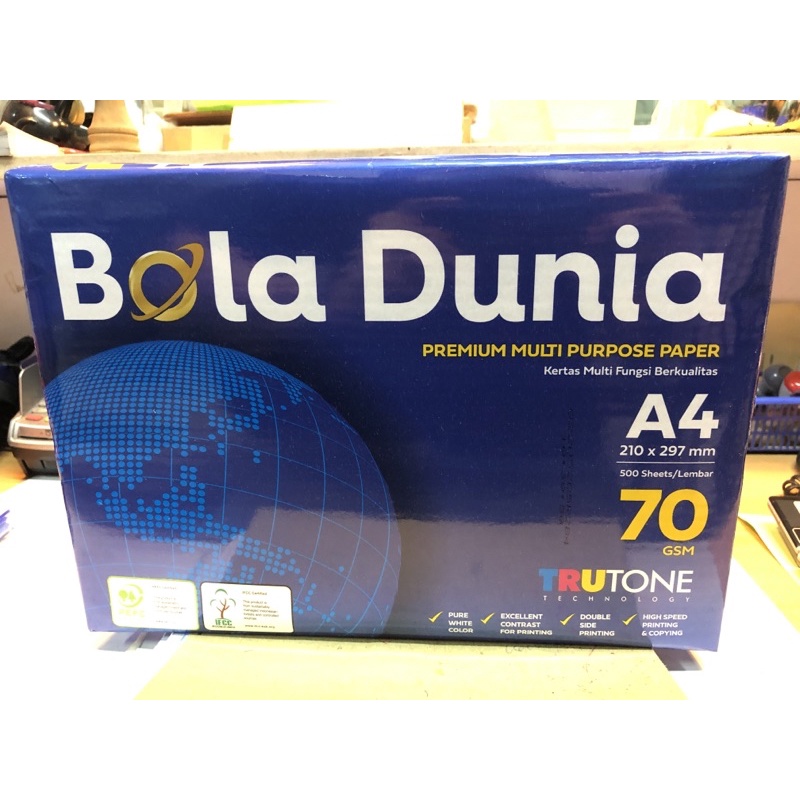 Bola Dunia
PREMIUM MULTI PURPOSE PAPER
Kertas Multi Fungsi Berkualitas
A4
210 x 297 mm
500 Sheets/Lembar
70
GSM
TRUTONE
TECHNOLOGY
PURE WHITE COLOR
EXCELLENT CONTRAST FOR PRINTING
DOUBLE SIDE PRINTING
HIGH SPEED PRINTING & COPYING
IFCC